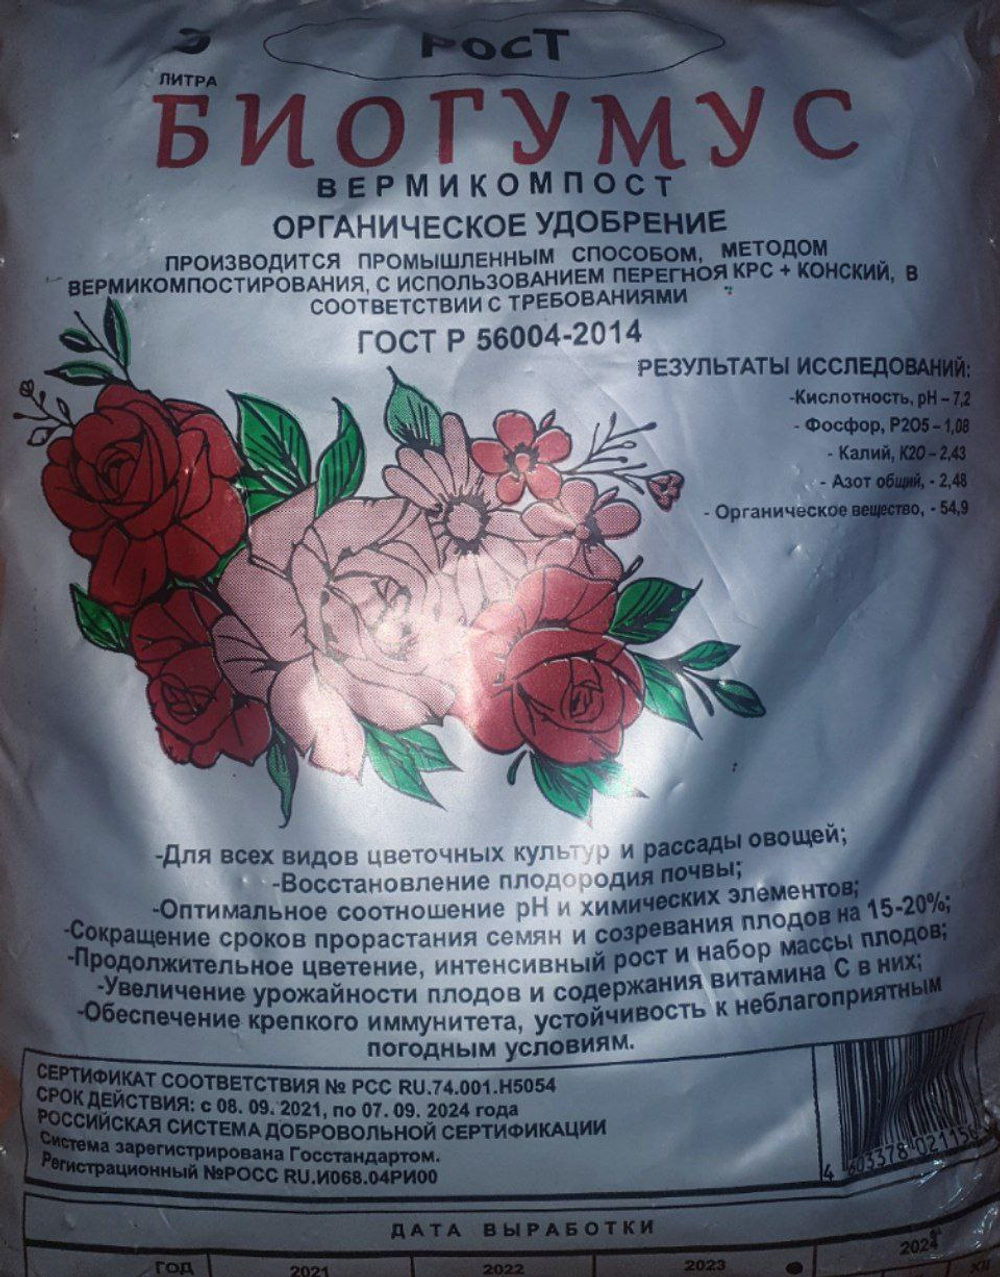 РОСТ
3
ЛИТРА
БИОГУМУС
ВЕРМИКОМПОСТ
ОРГАНИЧЕСКОЕ УДОБРЕНИЕ
ПРОИЗВОДИТСЯ ПРОМЫШЛЕННЫМ СПОСОБОМ, МЕТОДОМ
ВЕРМИКОМПОСТИРОВАНИЯ, С ИСПОЛЬЗОВАНИЕМ ПЕРЕГНОЯ КРС + КОНСКИЙ, В
СООТВЕТСТВИИ С ТРЕБОВАНИЯМИ
ГОСТ Р 56004-2014
РЕЗУЛЬТАТЫ ИССЛЕДОВАНИЙ:
-Кислотность, pH – 7,2
- Фосфор, P2O5 – 1,08
- Калий, K2O – 2,43
- Азот общий, - 2,48
- Органическое вещество, - 54,9
-Для всех видов цветочных культур и рассады овощей;
-Восстановление плодородия почвы;
-Оптимальное соотношение pH и химических элементов;
-Сокращение сроков прорастания семян и созревания плодов на 15-20%;
-Продолжительное цветение, интенсивный рост и набор массы плодов;
-Увеличение урожайности плодов и содержания витамина С в них;
-Обеспечение крепкого иммунитета, устойчивость к неблагоприятным
погодным условиям.
СЕРТИФИКАТ СООТВЕТСТВИЯ № РСС RU.74.001.Н5054
СРОК ДЕЙСТВИЯ: с 08. 09. 2021, по 07. 09. 2024 года
РОССИЙСКАЯ СИСТЕМА ДОБРОВОЛЬНОЙ СЕРТИФИКАЦИИ
Система зарегистрирована Госстандартом.
Регистрационный №РОСС RU.И068.04РИ00
ДАТА ВЫРАБОТКИ
ГОД 2021 2022 2023 2024